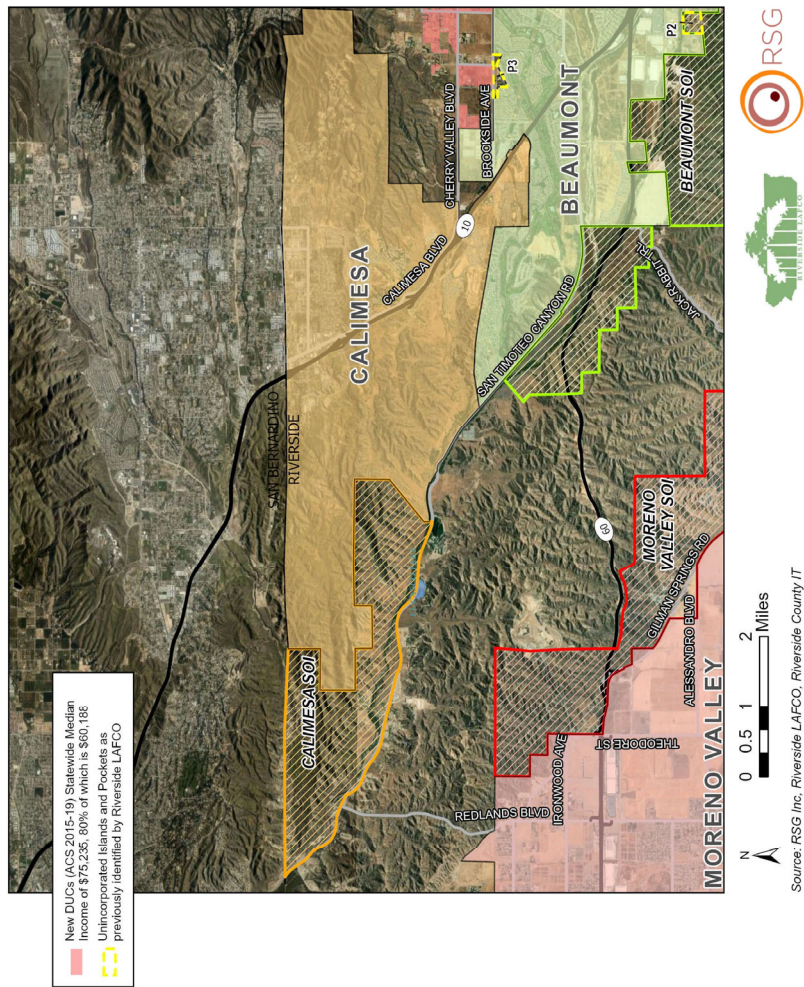 New DUCs (ACS 2015-19) Statewide Median
Income of $75,235, 80% of which is $60,188
Unincorporated Islands and Pockets as
previously identified by Riverside LAFCO
SAN BERNARDINO
RIVERSIDE
CALIMESA
CALIMESA SOI
CALIMESA BLVD
10
CHERRY VALLEY BLVD
BROOKSIDE AVE
P3
BEAUMONT
SAN TIMOTEO CANYON RD
P2
BEAUMONT SOI
JACK RABBIT TRL
60
REDLANDS BLVD
IRONWOOD AVE
MORENO
VALLEY SOI
GILMAN SPRINGS RD
THEODORE ST
ALESSANDRO BLVD
MORENO VALLEY
N
0 0.5 1 2
Miles
Source: RSG Inc, Riverside LAFCO, Riverside County IT
RIVERSIDE LAFCO
RSG